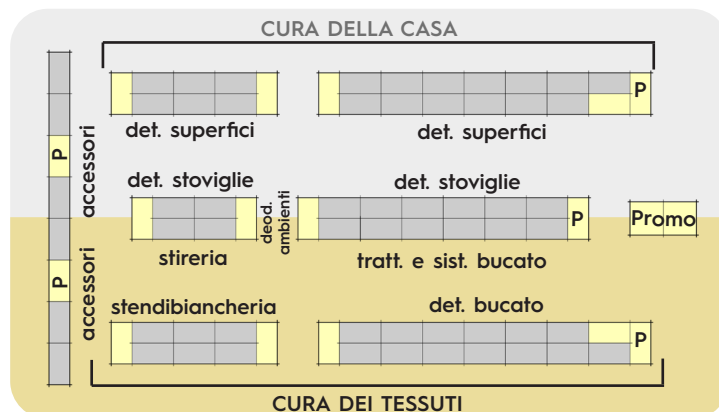 CURA DELLA CASA
P
det. superfici
det. superfici
P
accessori
det. stoviglie
det. stoviglie
deod.
ambienti
P
Promo
stireria
tratt. e sist. bucato
P
accessori
stendibiancheria
det. bucato
P
CURA DEI TESSUTI